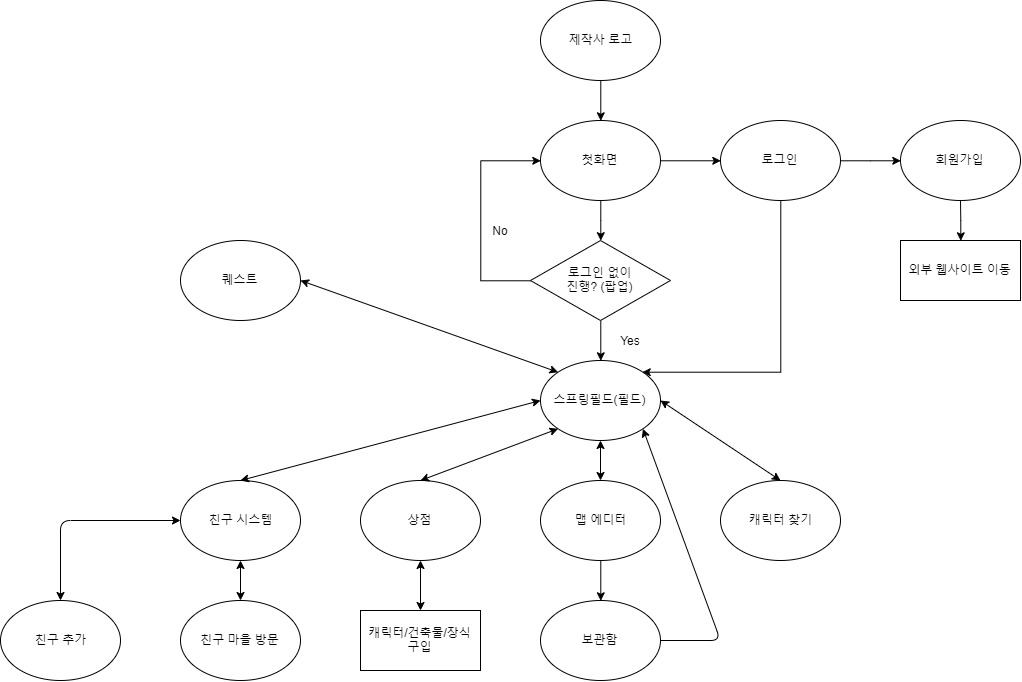 제작사 로고
첫화면
로그인
회원가입
No
퀘스트
로그인 없이
진행? (팝업)
외부 웹사이트 이동
Yes
스프링필드(필드)
친구 시스템
상점
맵 에디터
캐릭터 찾기
친구 추가
친구 마을 방문
캐릭터/건축물/장식
구입
보관함